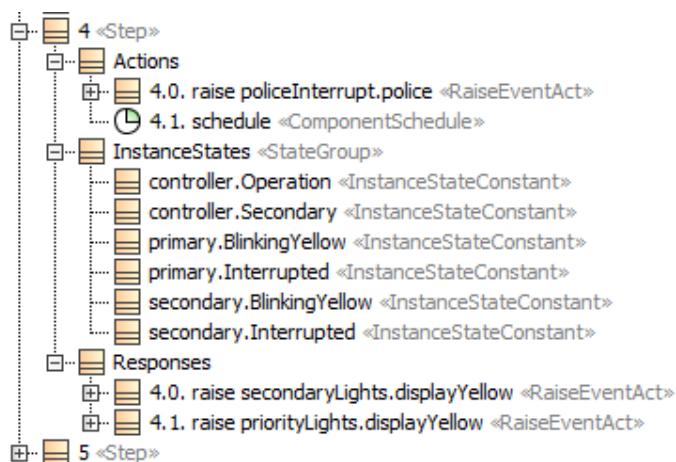 4 «Step»
Actions
4.0. raise policeInterrupt.police «RaiseEventAct»
4.1. schedule «ComponentSchedule»
InstanceStates «StateGroup»
controller.Operation «InstanceStateConstant»
controller.Secondary «InstanceStateConstant»
primary.BlinkingYellow «InstanceStateConstant»
primary.Interrupted «InstanceStateConstant»
secondary.BlinkingYellow «InstanceStateConstant»
secondary.Interrupted «InstanceStateConstant»
Responses
4.0. raise secondaryLights.displayYellow «RaiseEventAct»
4.1. raise priorityLights.displayYellow «RaiseEventAct»
5 «Step»